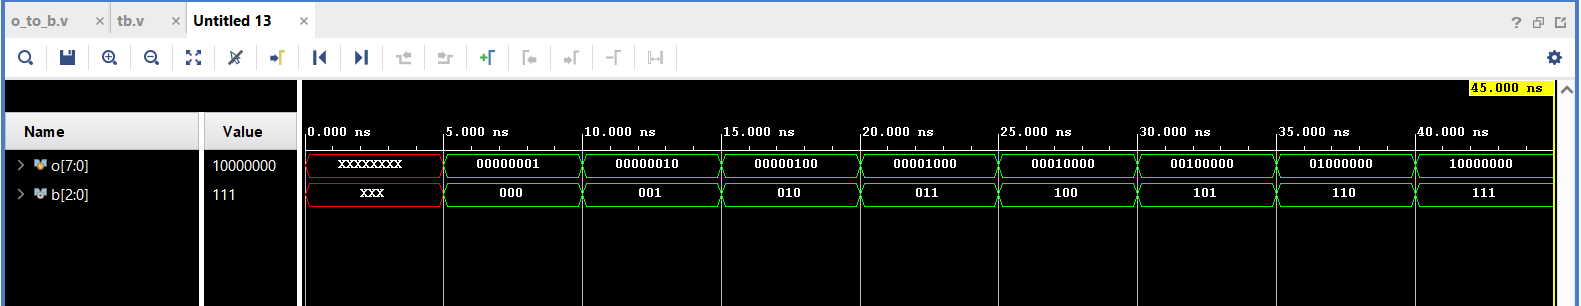 o_to_b.v × tb.v × Untitled 13 × ?
45.000 ns
Name Value 0.000 ns 5.000 ns 10.000 ns 15.000 ns 20.000 ns 25.000 ns 30.000 ns 35.000 ns 40.000 ns
o[7:0] 10000000 XXXXXXXX 00000001 00000010 00000100 00001000 00010000 00100000 01000000 10000000
b[2:0] 111 XXX 000 001 010 011 100 101 110 111